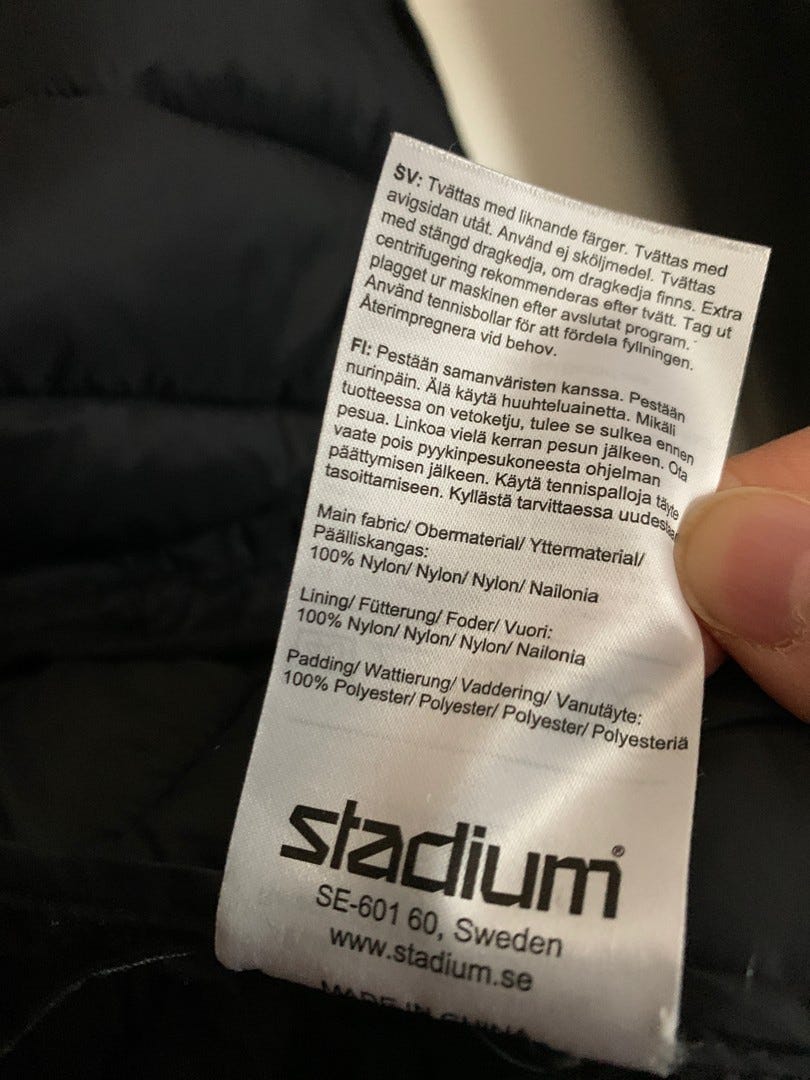 SV: Tvättas med liknande färger. Tvättas med
avigsidan utåt. Använd ej sköljmedel. Tvättas
med stängd dragkedja, om dragkedja finns. Extra
centrifugering rekommenderas efter tvätt. Tag ut
plagget ur maskinen efter avslutat program.
Använd tennisbollar för att fördela fyllningen.
Återimpregnera vid behov.
FI: Pestään samanväristen kanssa. Pestään
nurinpäin. Älä käytä huuhteluainetta. Mikäli
tuotteessa on vetoketju, tulee se sulkea ennen
pesua. Linkoa vielä kerran pesun jälkeen. Ota
vaate pois pyykinpesukoneesta ohjelman
päättymisen jälkeen. Käytä tennispalloja täyte
tasoittamiseen. Kyllästä tarvittaessa
Main fabric/ Obermaterial/ Yttermaterial/
Päälliskangas:
100% Nylon/ Nylon/ Nylon/ Nailonia
Lining/ Fütterung/ Foder/ Vuori:
100% Nylon/ Nylon/ Nylon/ Nailonia
Padding/ Wattierung/ Vaddering/ Vanutäyte:
100% Polyester/ Polyester/ Polyester/ Polyesteriä
stadium®
SE-601 60, Sweden
www.stadium.se
MADE IN CHINA